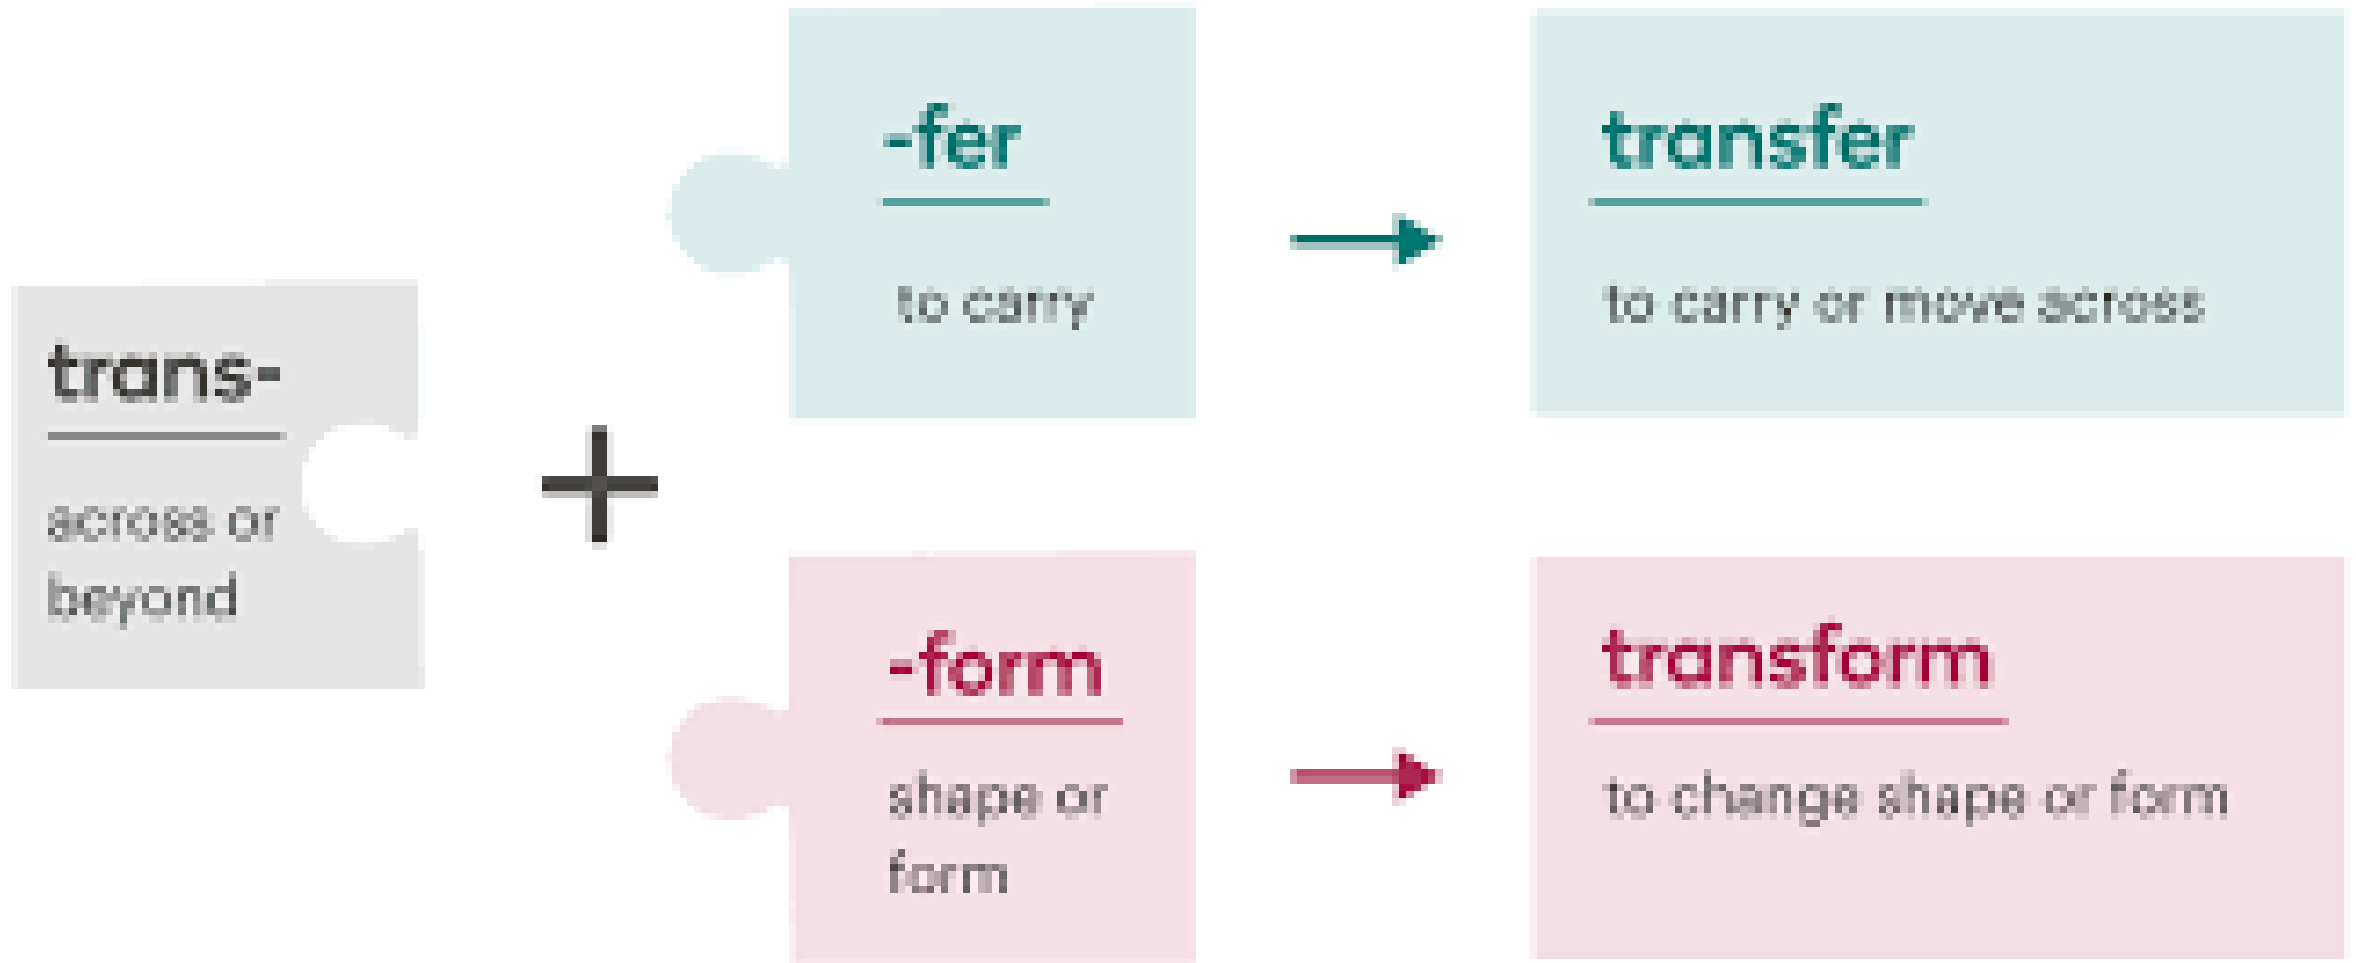 trans-
across or
beyond
+
-fer
to carry
transfer
to carry or move across
-form
shape or
form
transform
to change shape or form